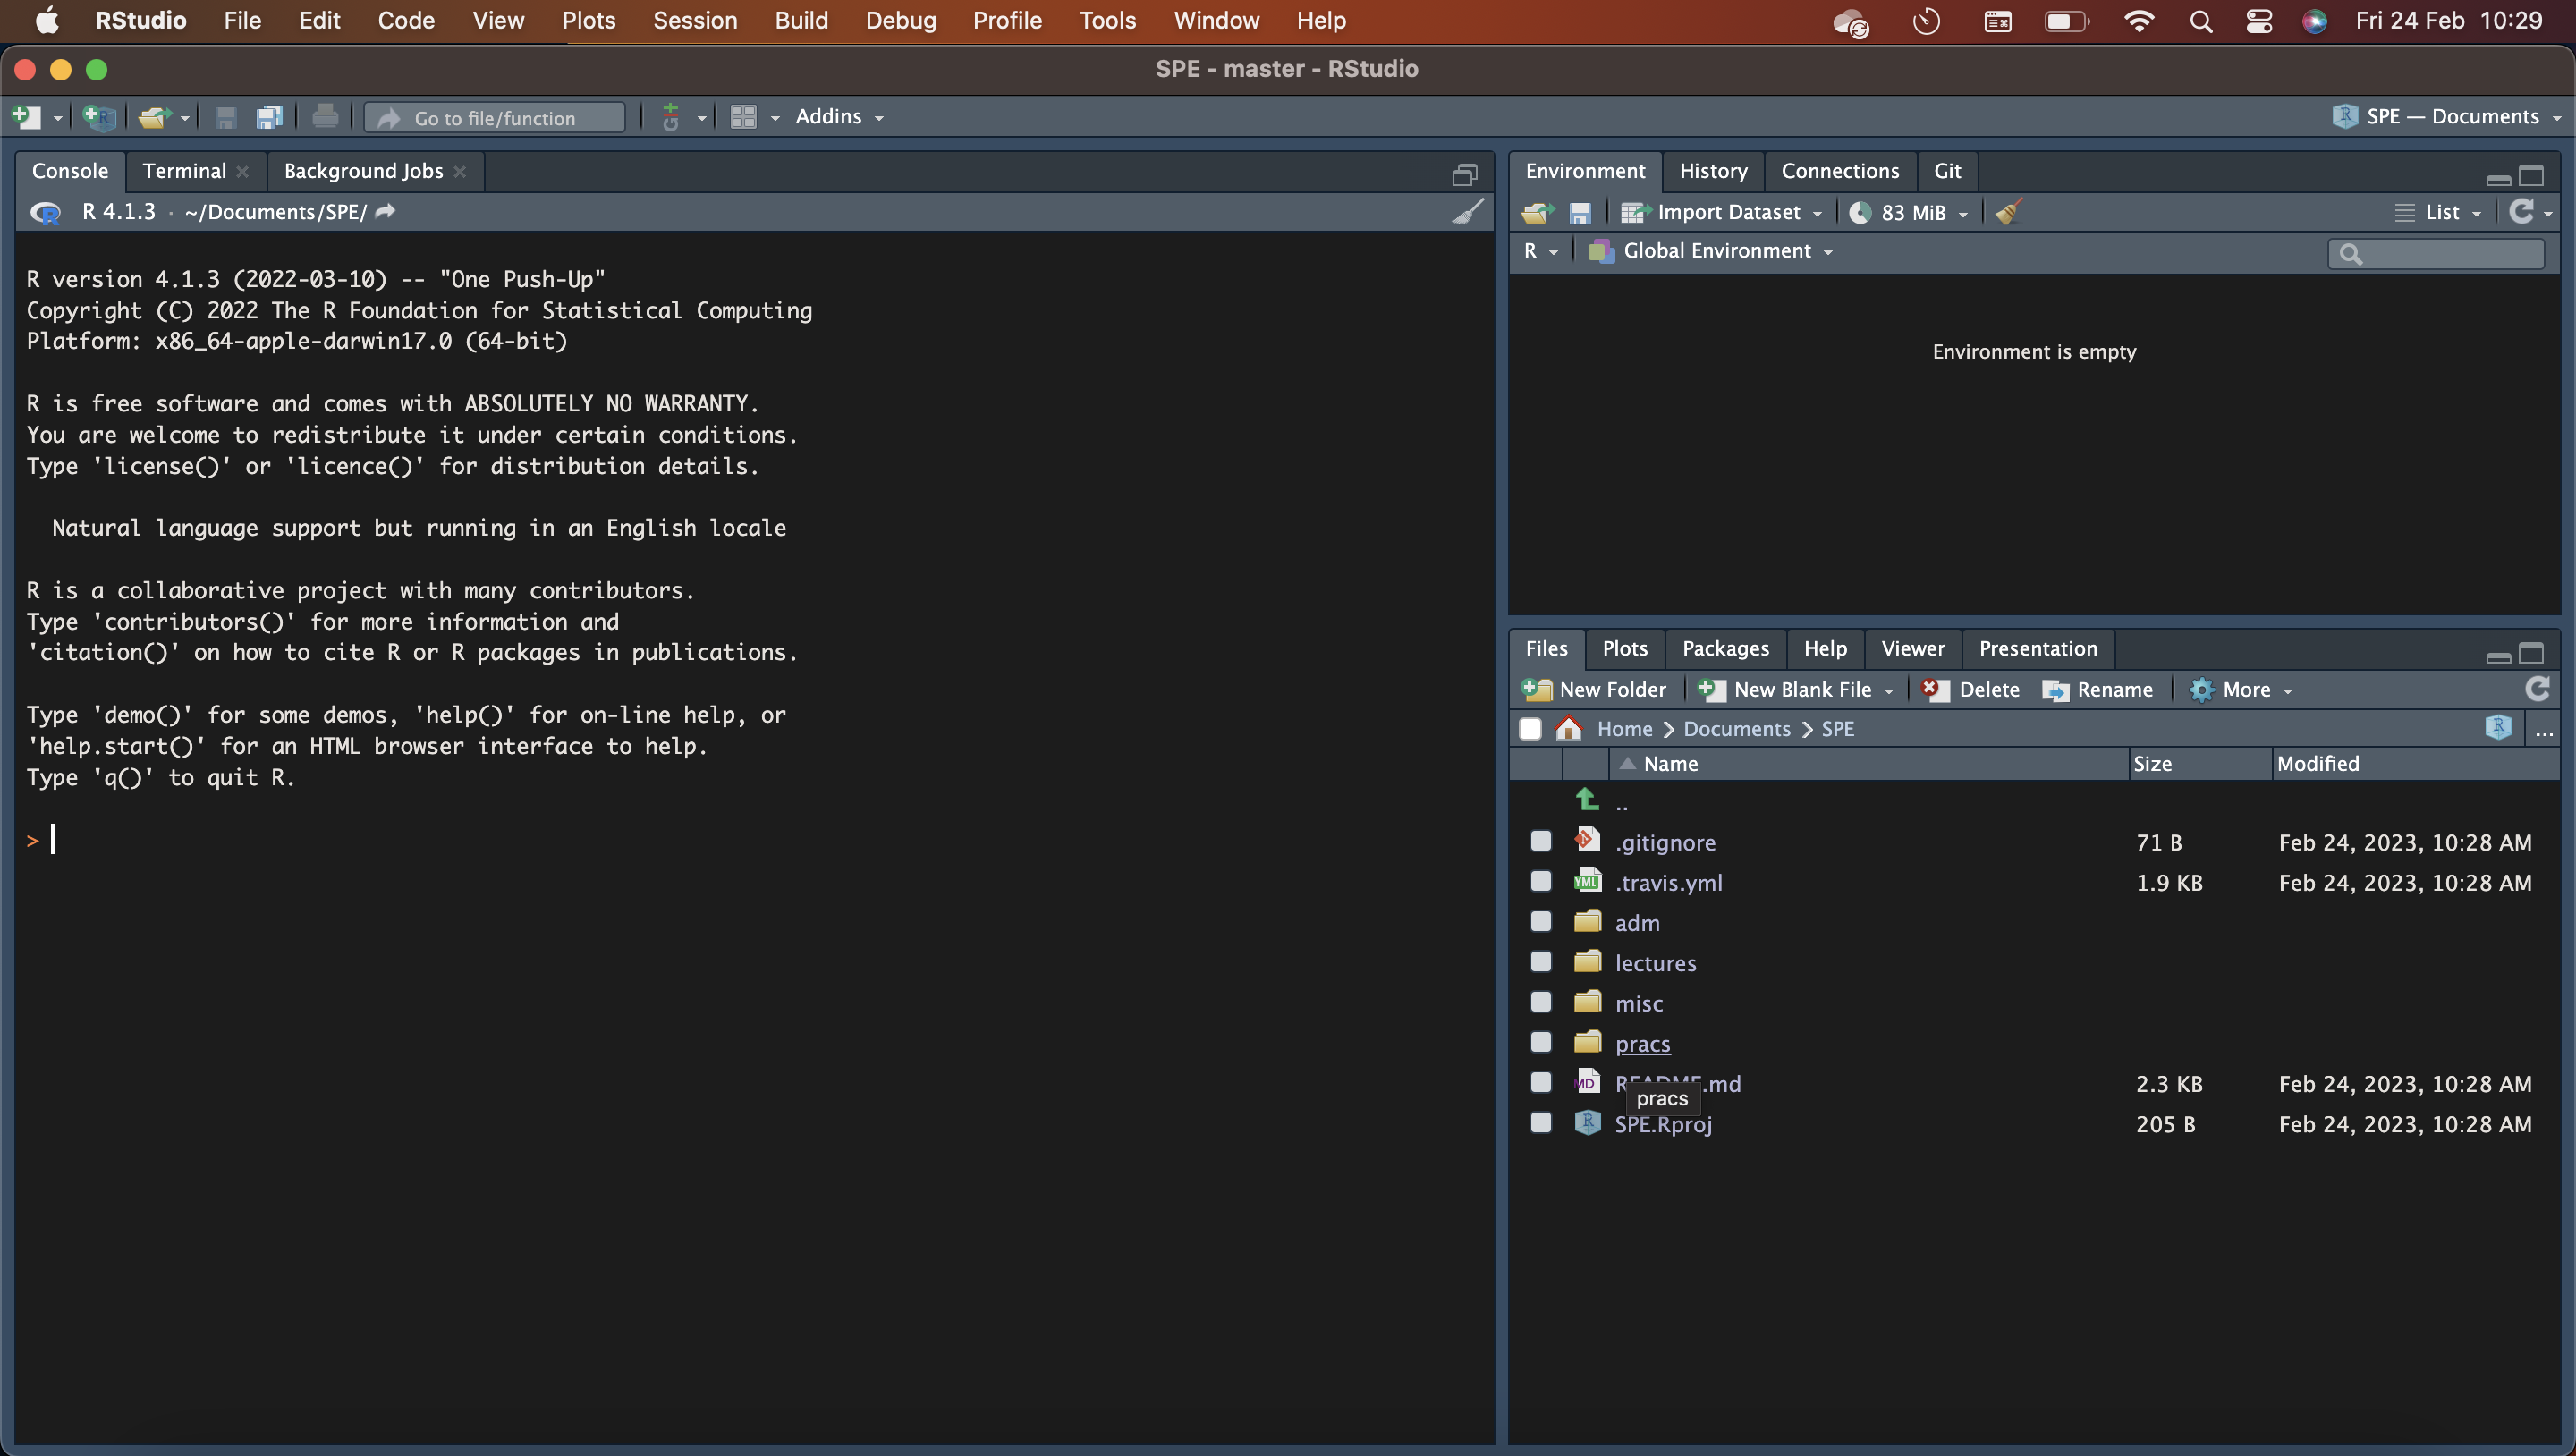 RStudio File Edit Code View Plots Session Build Debug Profile Tools Window Help Fri 24 Feb 10:29
SPE - master - RStudio
Go to file/function Addins SPE — Documents
Console Terminal Background Jobs
R 4.1.3 · ~/Documents/SPE/
R version 4.1.3 (2022-03-10) -- "One Push-Up"
Copyright (C) 2022 The R Foundation for Statistical Computing
Platform: x86_64-apple-darwin17.0 (64-bit)
R is free software and comes with ABSOLUTELY NO WARRANTY.
You are welcome to redistribute it under certain conditions.
Type 'license()' or 'licence()' for distribution details.
Natural language support but running in an English locale
R is a collaborative project with many contributors.
Type 'contributors()' for more information and
'citation()' on how to cite R or R packages in publications.
Type 'demo()' for some demos, 'help()' for on-line help, or
'help.start()' for an HTML browser interface to help.
Type 'q()' to quit R.
>
Environment History Connections Git
Import Dataset 83 MiB List
R Global Environment
Environment is empty
Files Plots Packages Help Viewer Presentation
New Folder New Blank File Delete Rename More
Home Documents SPE ...
Name Size Modified
..
.gitignore 71 B Feb 24, 2023, 10:28 AM
.travis.yml 1.9 KB Feb 24, 2023, 10:28 AM
adm
lectures
misc
pracs
README.md 2.3 KB Feb 24, 2023, 10:28 AM
pracs
SPE.Rproj 205 B Feb 24, 2023, 10:28 AM